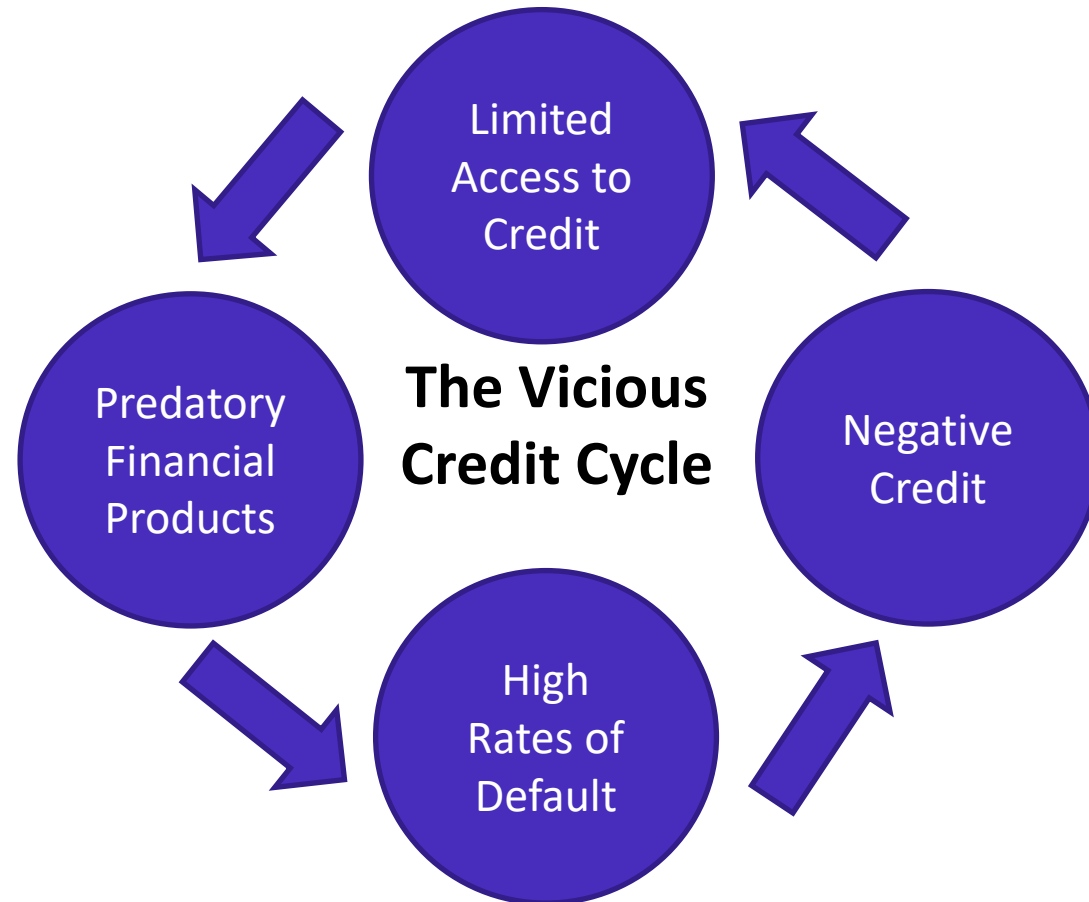 Limited
Access to
Credit
Predatory
Financial
Products
The Vicious
Credit Cycle
Negative
Credit
High
Rates of
Default